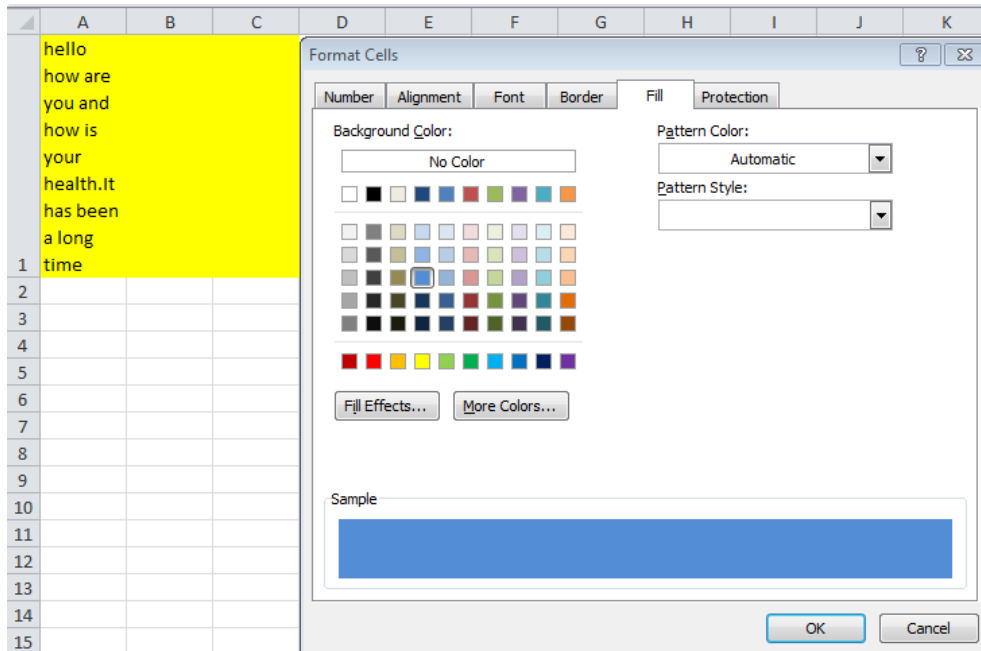 A B C D E F G H I J K
hello
how are
you and
how is
your
health.It
has been
a long
time
1
2
3
4
5
6
7
8
9
10
11
12
13
14
15
Format Cells
Number Alignment Font Border Fill Protection
Background Color:
No Color
Pattern Color:
Automatic
Pattern Style:
Fill Effects... More Colors...
Sample
OK Cancel